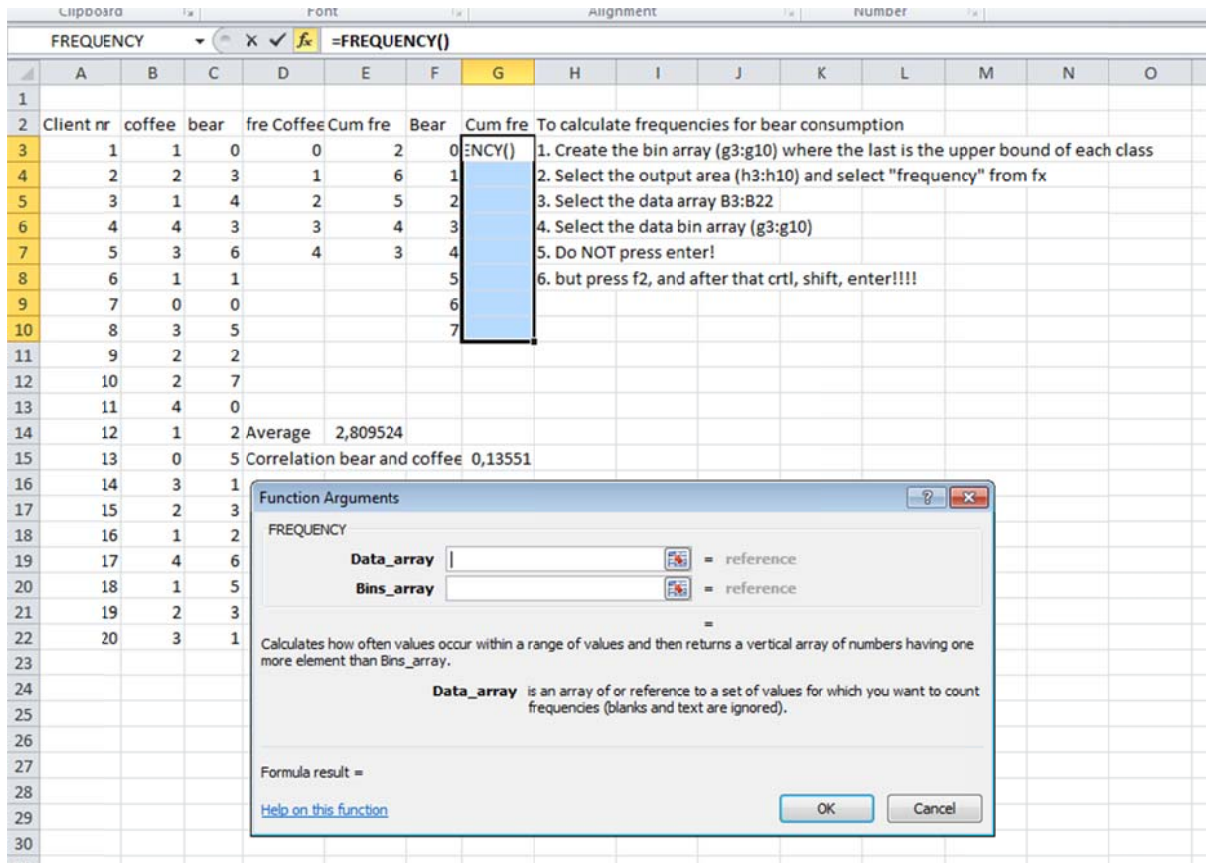 Clipboard Font Alignment Number
FREQUENCY fx =FREQUENCY()
A B C D E F G H I J K L M N O
1
2 Client nr coffee bear fre Coffee Cum fre Bear Cum fre To calculate frequencies for bear consumption
3 1 1 0 0 2 0 ENCY() 1. Create the bin array (g3:g10) where the last is the upper bound of each class
4 2 2 3 1 6 1 2. Select the output area (h3:h10) and select "frequency" from fx
5 3 1 4 2 5 2 3. Select the data array B3:B22
6 4 4 3 3 4 3 4. Select the data bin array (g3:g10)
7 5 3 6 4 3 4 5. Do NOT press enter!
8 6 1 1 5 6. but press f2, and after that crtl, shift, enter!!!!
9 7 0 0 6
10 8 3 5 7
11 9 2 2
12 10 2 7
13 11 4 0
14 12 1 2 Average 2,809524
15 13 0 5 Correlation bear and coffee 0,13551
16 14 3 1
17 15 2 3
18 16 1 2
19 17 4 6
20 18 1 5
21 19 2 3
22 20 3 1
23
24
25
26
27
28
29
30
Function Arguments
FREQUENCY
Data_array = reference
Bins_array = reference
=
Calculates how often values occur within a range of values and then returns a vertical array of numbers having one
more element than Bins_array.
Data_array is an array of or reference to a set of values for which you want to count
frequencies (blanks and text are ignored).
Formula result =
Help on this function OK Cancel